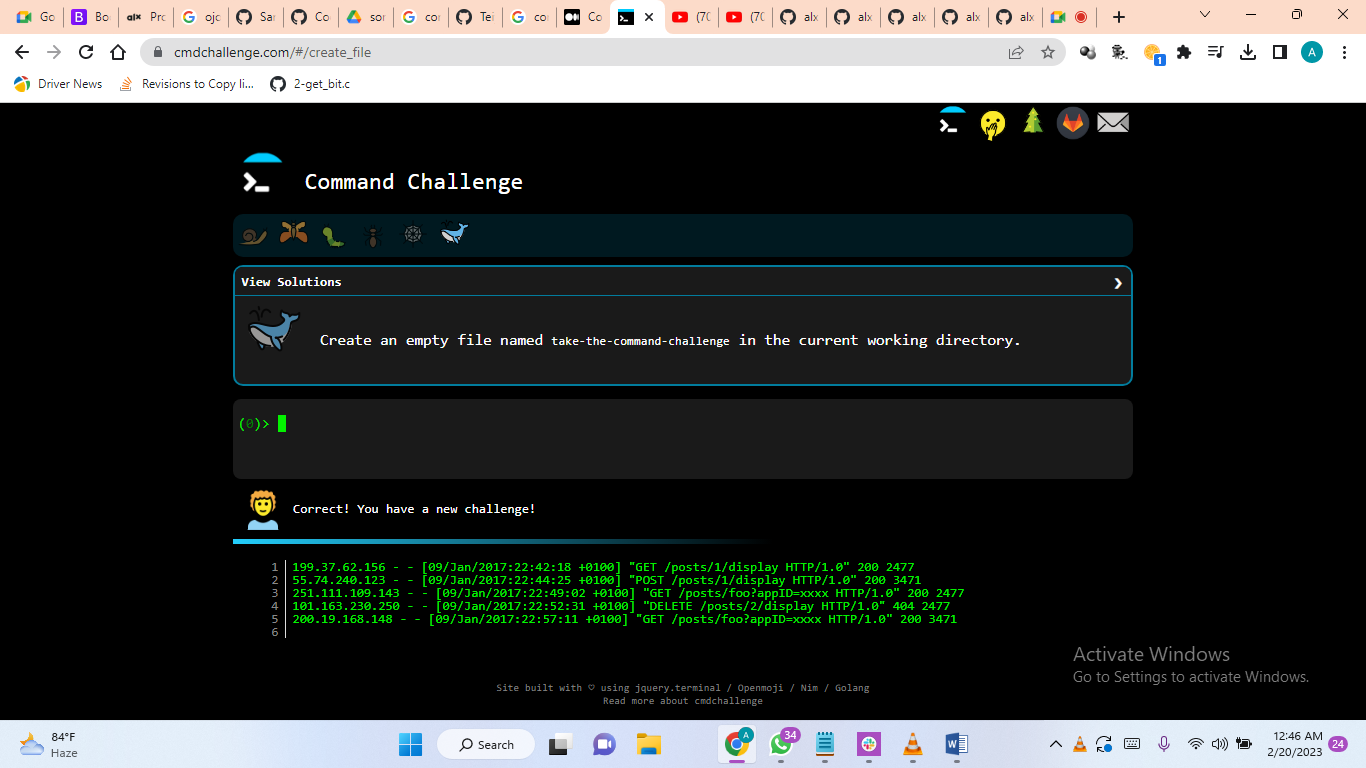 Go
Bo
alx Pro
ojo
Sar
Co
sor
cor
Tei
co
Co
(70
(70
alx
alx
alx
alx
alx
cmdchallenge.com/#/create_file
1
A
Driver News
Revisions to Copy li...
2-get_bit.c
Command Challenge
View Solutions
Create an empty file named take-the-command-challenge in the current working directory.
(0)>
Correct! You have a new challenge!
1 199.37.62.156 - - [09/Jan/2017:22:42:18 +0100] "GET /posts/1/display HTTP/1.0" 200 2477
2 55.74.240.123 - - [09/Jan/2017:22:44:25 +0100] "POST /posts/1/display HTTP/1.0" 200 3471
3 251.111.109.143 - - [09/Jan/2017:22:49:02 +0100] "GET /posts/foo?appID=xxxx HTTP/1.0" 200 2477
4 101.163.230.250 - - [09/Jan/2017:22:52:31 +0100] "DELETE /posts/2/display HTTP/1.0" 404 2477
5 200.19.168.148 - - [09/Jan/2017:22:57:11 +0100] "GET /posts/foo?appID=xxxx HTTP/1.0" 200 3471
6
Activate Windows
Go to Settings to activate Windows.
Site built with ♡ using jquery.terminal / Openmoji / Nim / Golang
Read more about cmdchallenge
84°F
Haze
Search
A
34
12:46 AM
2/20/2023
24